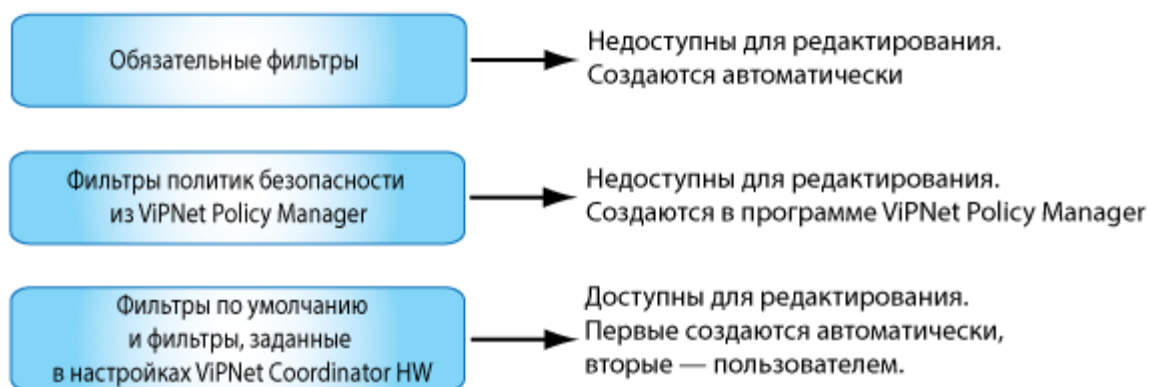 Обязательные фильтры
Недоступны для редактирования.
Создаются автоматически
Фильтры политик безопасности
из ViPNet Policy Manager
Недоступны для редактирования.
Создаются в программе ViPNet Policy Manager
Фильтры по умолчанию
и фильтры, заданные
в настройках ViPNet Coordinator HW
Доступны для редактирования.
Первые создаются автоматически,
вторые — пользователем.